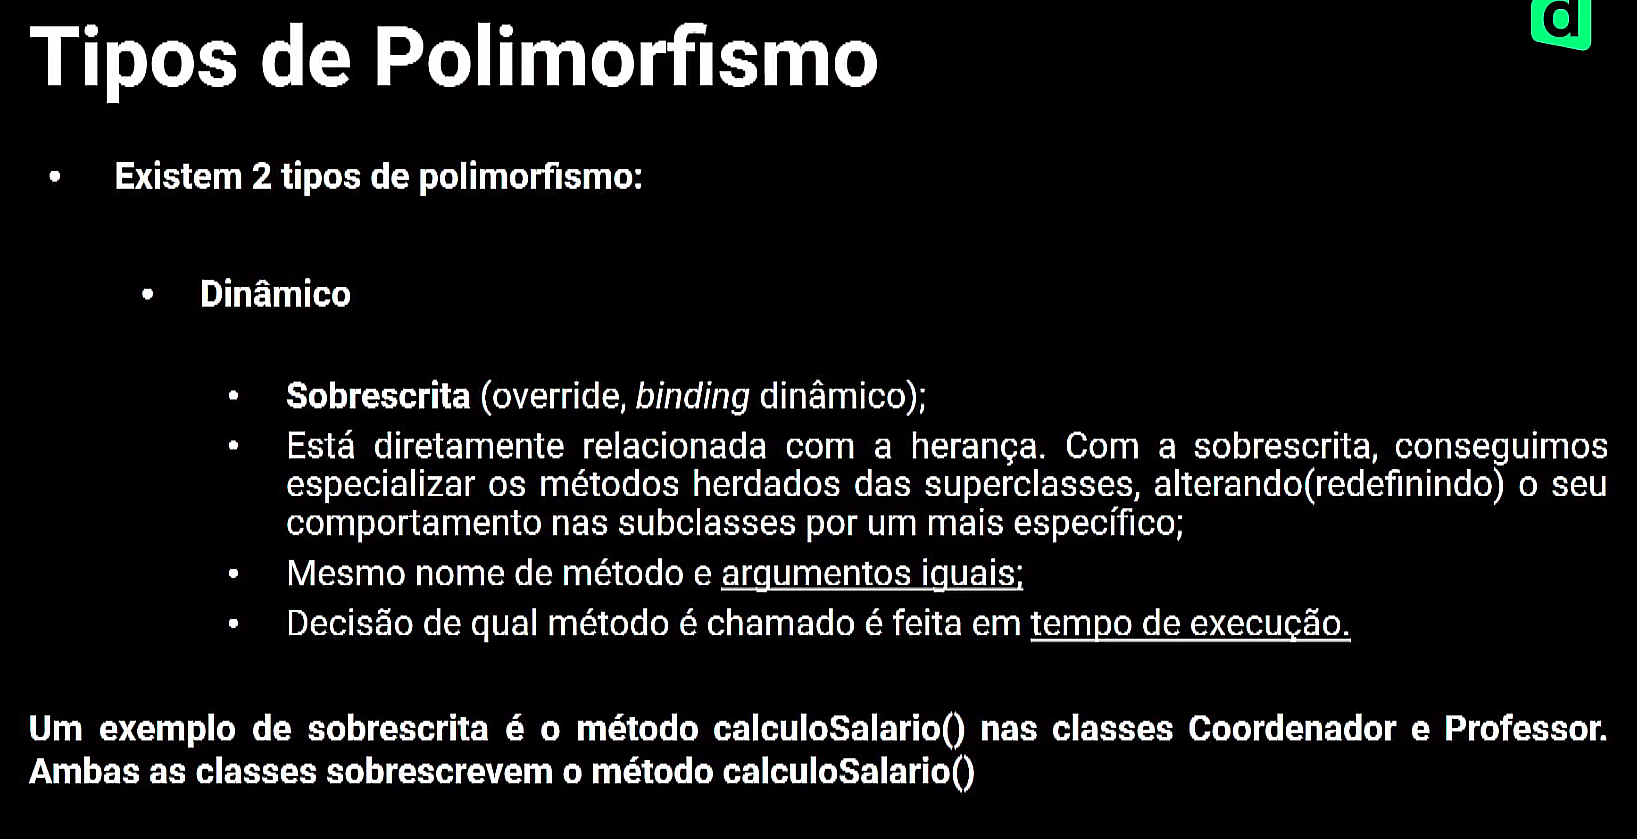 d
Tipos de Polimorfismo
• Existem 2 tipos de polimorfismo:
• Dinâmico
• Sobrescrita (override, binding dinâmico);
• Está diretamente relacionada com a herança. Com a sobrescrita, conseguimos
especializar os métodos herdados das superclasses, alterando(redefinindo) o seu
comportamento nas subclasses por um mais específico;
• Mesmo nome de método e argumentos iguais;
• Decisão de qual método é chamado é feita em tempo de execução.
Um exemplo de sobrescrita é o método calculoSalario() nas classes Coordenador e Professor.
Ambas as classes sobrescrevem o método calculoSalario()